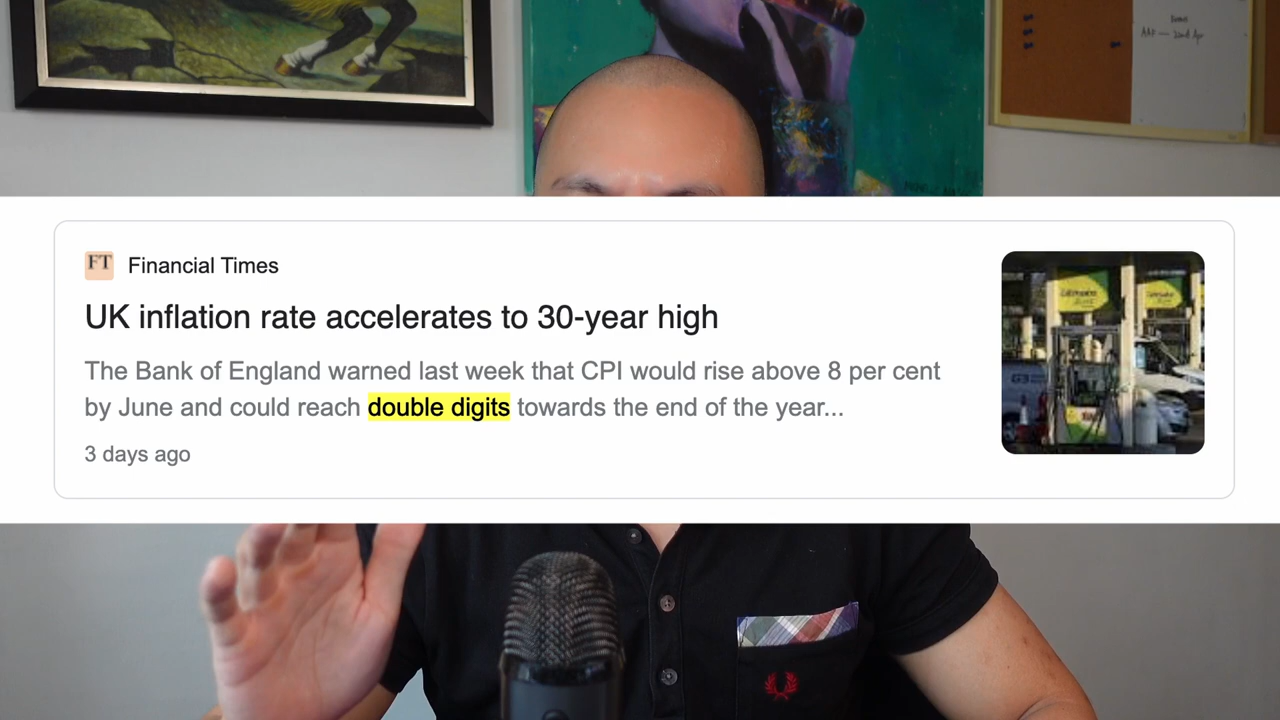 FT
Financial Times
UK inflation rate accelerates to 30-year high
The Bank of England warned last week that CPI would rise above 8 per cent
by June and could reach double digits towards the end of the year...
3 days ago